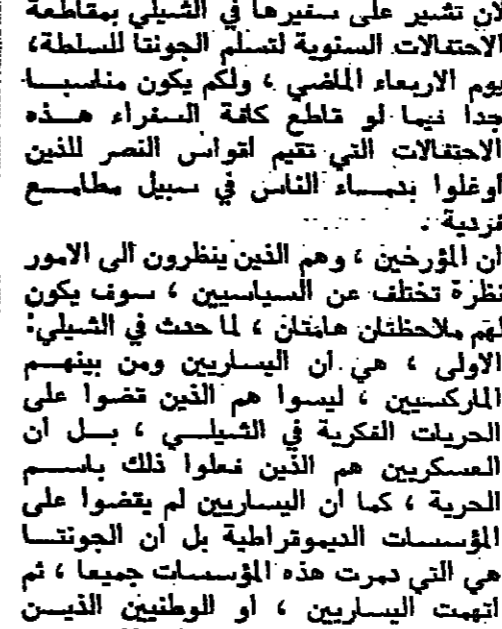 لان تشير على سفيرها في الشيلي بمقاطعة
الاحتفالات السنوية لتسلم الجونتا للسلطة،
يوم الاربعاء الماضي ، ولكم يكون مناسبا
جدا فيما لو قاطع كافة السفراء هذه
الاحتفالات التي تقيم اقواس النصر للذين
اوغلوا بدماء الناس في سبيل مطامع
فردية .
ان المؤرخين ، وهم الذين ينظرون الى الامور
نظرة تختلف عن السياسيين ، سوف يكون
لهم ملاحظتان هامتان ، لما حدث في الشيلي:
الاولى ، هي ان اليساريين ومن بينهم
الماركسيين ، ليسوا هم الذين قضوا على
الحريات الفكرية في الشيلي ، بل ان
العسكريين هم الذين فعلوا ذلك باسم
الحرية ، كما ان اليساريين لم يقضوا على
المؤسسات الديموقراطية بل ان الجونتا
هي التي دمرت هذه المؤسسات جميعا ، ثم
اتهمت اليساريين ، او الوطنيين الذين